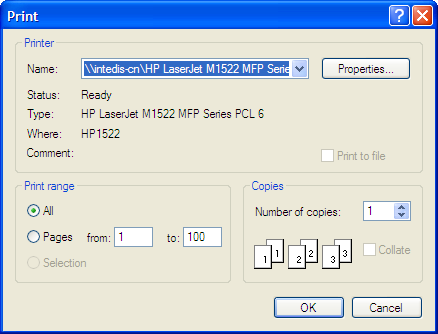 Print
Printer
Name: \\intedis-cn\HP LaserJet M1522 MFP Serie Properties...
Status: Ready
Type: HP LaserJet M1522 MFP Series PCL 6
Where: HP1522
Comment: Print to file
Print range
All
Pages from: 1 to: 100
Selection
Copies
Number of copies: 1
1 1 2 2 3 3 Collate
OK Cancel